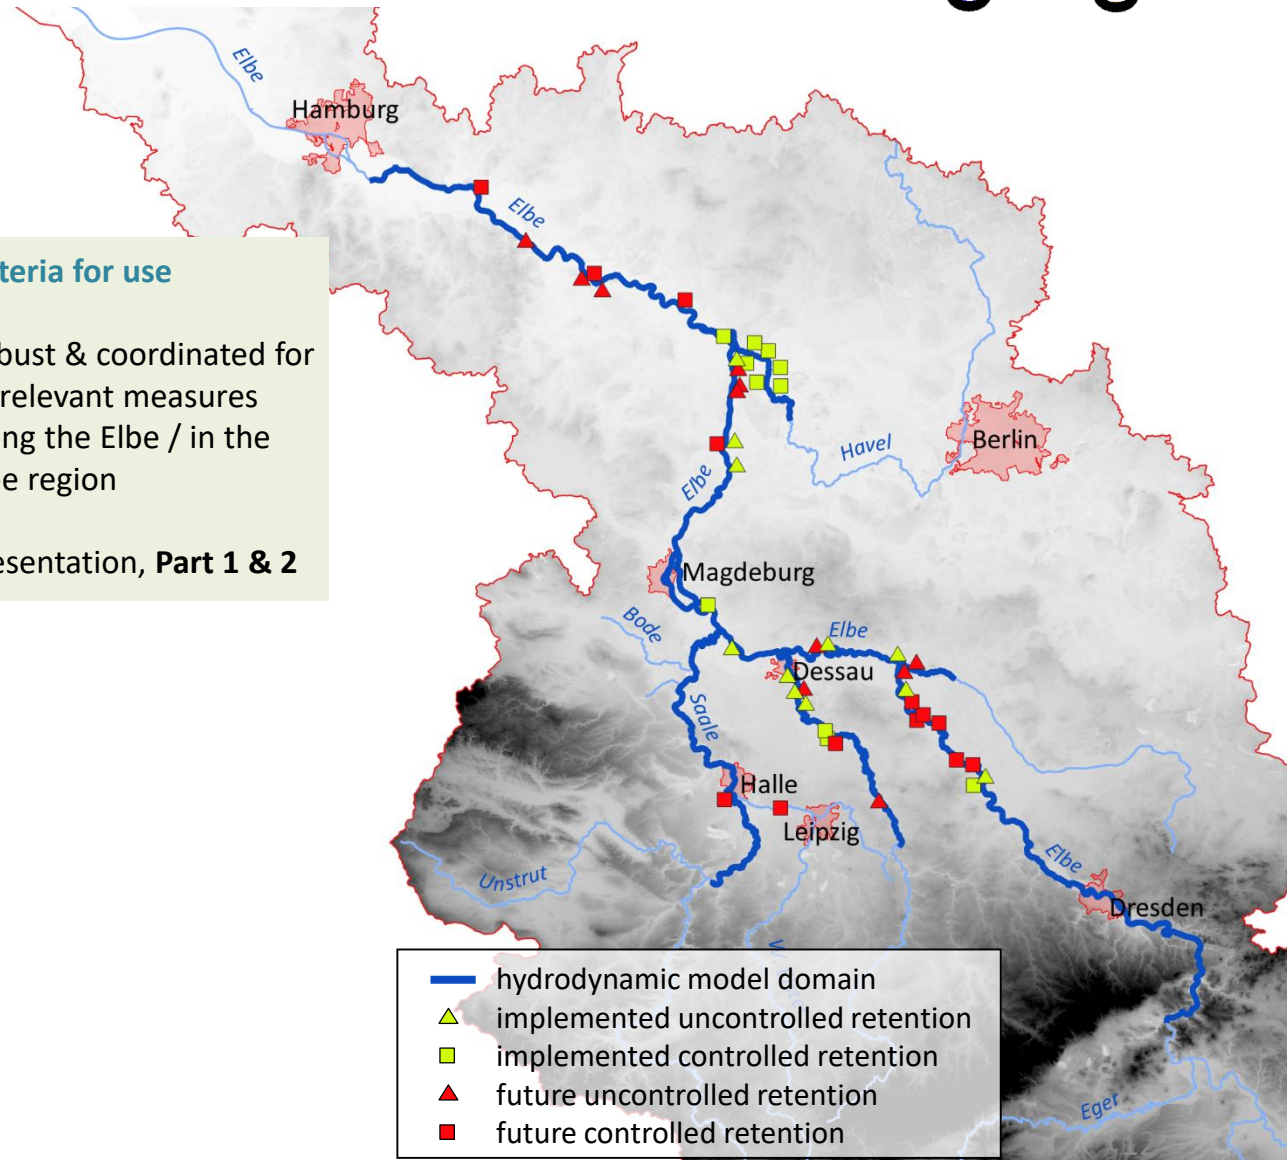 Elbe
Hamburg
Elbe
teria for use
bust & coordinated for
relevant measures
ng the Elbe / in the
e region
esentation, Part 1 & 2
Havel
Berlin
Elbe
Magdeburg
Bode
Elbe
Dessau
Saale
Halle
Leipzig
Unstrut
Elbe
Dresden
hydrodynamic model domain
implemented uncontrolled retention
implemented controlled retention
future uncontrolled retention
future controlled retention
Eger
12